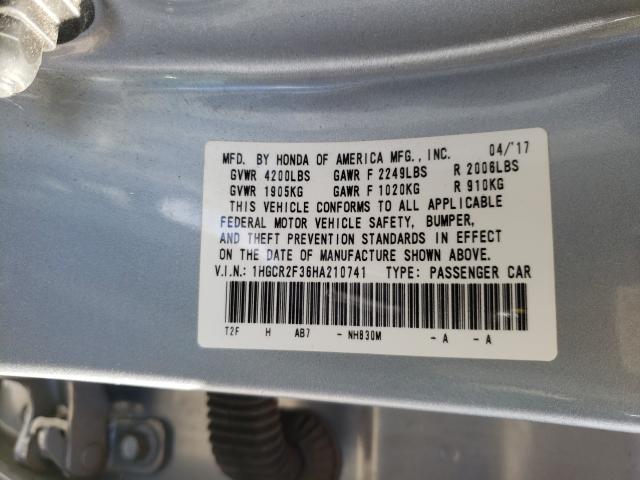 MFD. BY HONDA OF AMERICA MFG., INC. 04/'17
GVWR 4200LBS GAWR F 2249LBS R 2006LBS
GVWR 1905KG GAWR F 1020KG R 910KG
THIS VEHICLE CONFORMS TO ALL APPLICABLE
FEDERAL MOTOR VEHICLE SAFETY, BUMPER,
AND THEFT PREVENTION STANDARDS IN EFFECT
ON THE DATE OF MANUFACTURE SHOWN ABOVE.
V.I.N.: 1HGCR2F36HA210741 TYPE: PASSENGER CAR
T2F H AB7 - NH830M - A - A